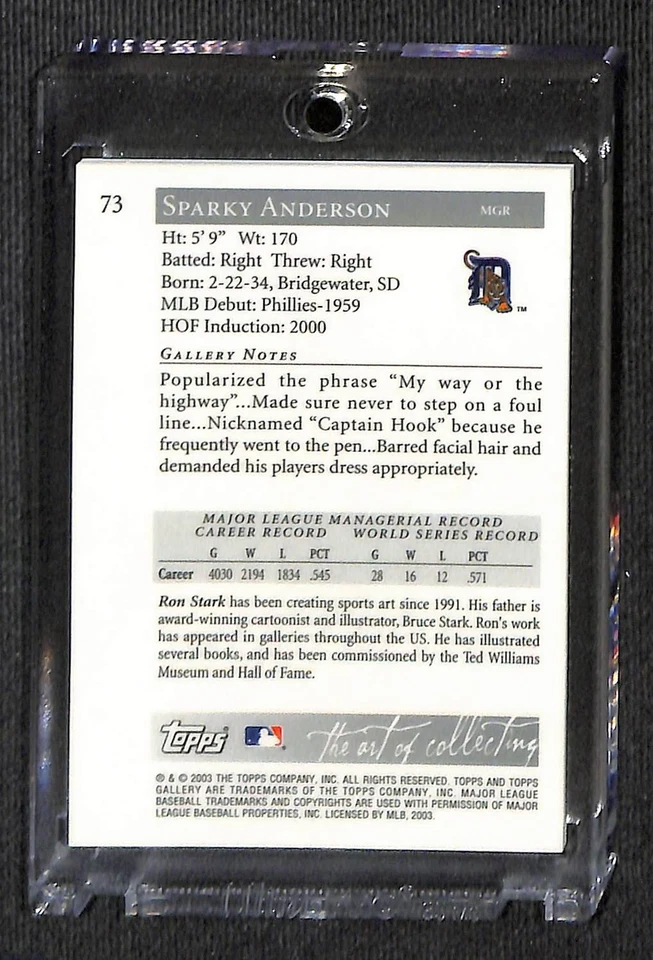 73 SPARKY ANDERSON MGR
Ht: 5' 9" Wt: 170
Batted: Right Threw: Right
Born: 2-22-34, Bridgewater, SD
MLB Debut: Phillies-1959
HOF Induction: 2000
D TM
GALLERY NOTES
Popularized the phrase “My way or the
highway”...Made sure never to step on a foul
line...Nicknamed “Captain Hook” because he
frequently went to the pen...Barred facial hair and
demanded his players dress appropriately.
MAJOR LEAGUE MANAGERIAL RECORD
CAREER RECORD WORLD SERIES RECORD
G W L PCT G W L PCT
Career 4030 2194 1834 .545 28 16 12 .571
Ron Stark has been creating sports art since 1991. His father is
award-winning cartoonist and illustrator, Bruce Stark. Ron's work
has appeared in galleries throughout the US. He has illustrated
several books, and has been commissioned by the Ted Williams
Museum and Hall of Fame.
Topps® the art of collecting
® & © 2003 THE TOPPS COMPANY, INC. ALL RIGHTS RESERVED. TOPPS AND TOPPS
GALLERY ARE TRADEMARKS OF THE TOPPS COMPANY, INC. MAJOR LEAGUE
BASEBALL TRADEMARKS AND COPYRIGHTS ARE USED WITH PERMISSION OF MAJOR
LEAGUE BASEBALL PROPERTIES, INC. LICENSED BY MLB, 2003.